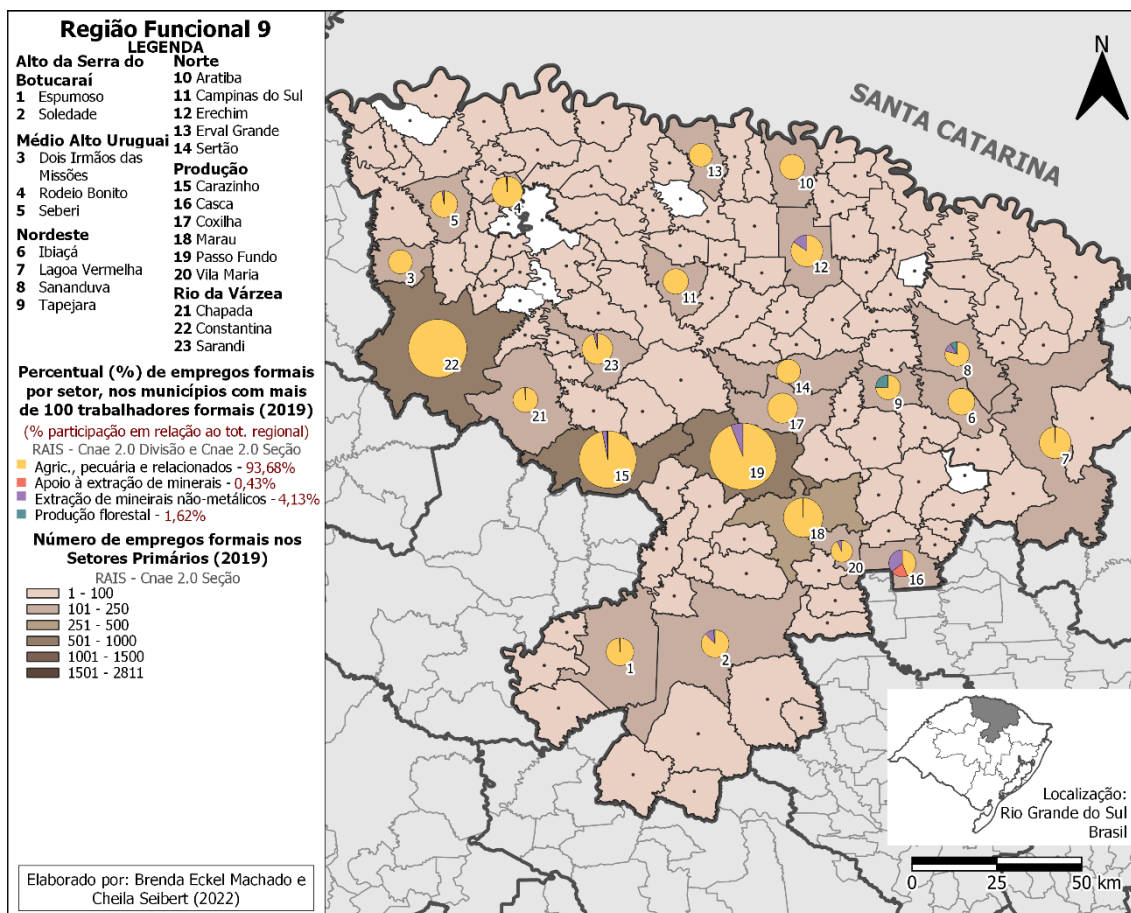 Região Funcional 9
LEGENDA
Alto da Serra do
Botucaraí
1 Espumoso
2 Soledade
Médio Alto Uruguai
3 Dois Irmãos das
Missões
4 Rodeio Bonito
5 Seberi
Nordeste
6 Ibiaçá
7 Lagoa Vermelha
8 Sananduva
9 Tapejara
Norte
10 Aratiba
11 Campinas do Sul
12 Erechim
13 Erval Grande
14 Sertão
Produção
15 Carazinho
16 Casca
17 Coxilha
18 Marau
19 Passo Fundo
20 Vila Maria
Rio da Várzea
21 Chapada
22 Constantina
23 Sarandi
Percentual (%) de empregos formais
por setor, nos municípios com mais
de 100 trabalhadores formais (2019)
(% participação em relação ao tot. regional)
RAIS - Cnae 2.0 Divisão e Cnae 2.0 Seção
Agric., pecuária e relacionados - 93,68%
Apoio à extração de minerais - 0,43%
Extração de mineirais não-metálicos - 4,13%
Produção florestal - 1,62%
Número de empregos formais nos
Setores Primários (2019)
RAIS - Cnae 2.0 Seção
1 - 100
101 - 250
251 - 500
501 - 1000
1001 - 1500
1501 - 2811
Elaborado por: Brenda Eckel Machado e
Cheila Seibert (2022)
N
SANTA CATARINA
13
10
4
5
12
3
11
22
23
8
14
9
6
21
17
7
15
19
18
20
16
1
2
Localização:
Rio Grande do Sul
Brasil
0 25 50 km